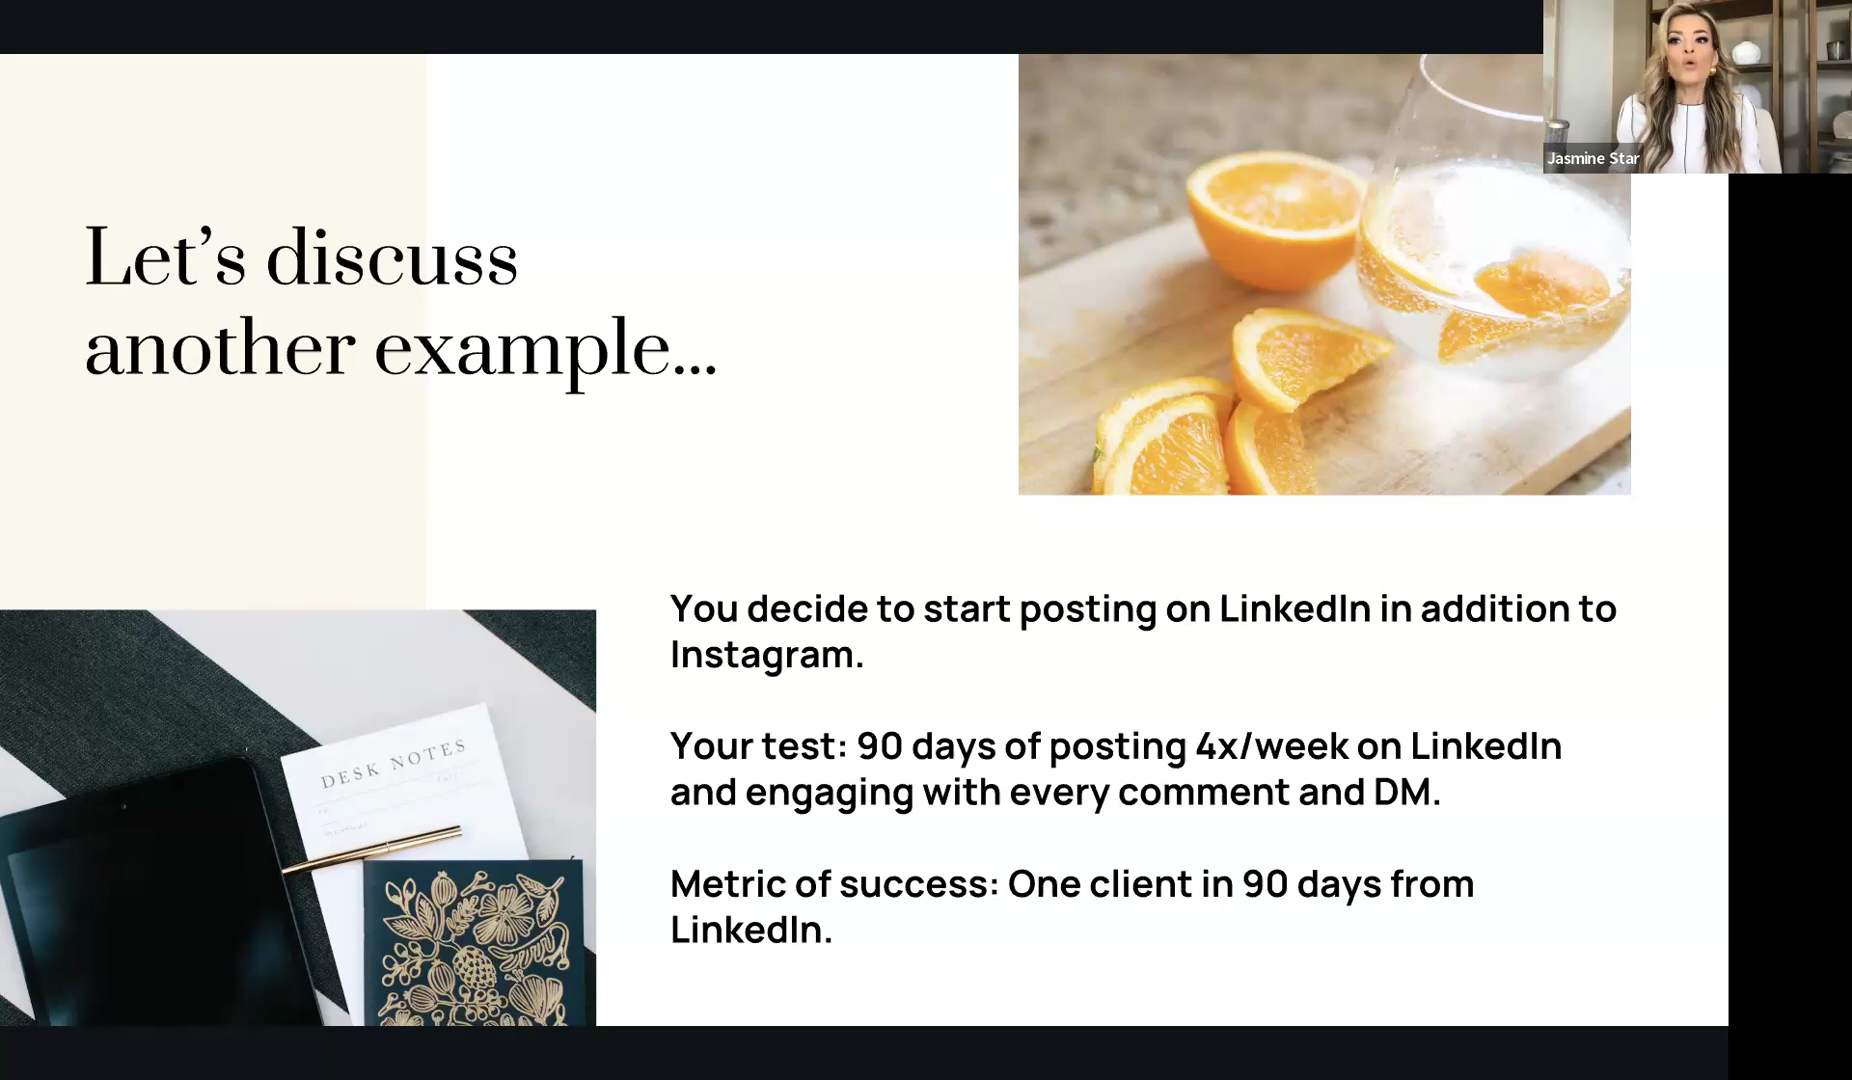 Jasmine Star
Let's discuss
another example...
You decide to start posting on LinkedIn in addition to
Instagram.
Your test: 90 days of posting 4x/week on LinkedIn
and engaging with every comment and DM.
Metric of success: One client in 90 days from
LinkedIn.
DESK NOTES